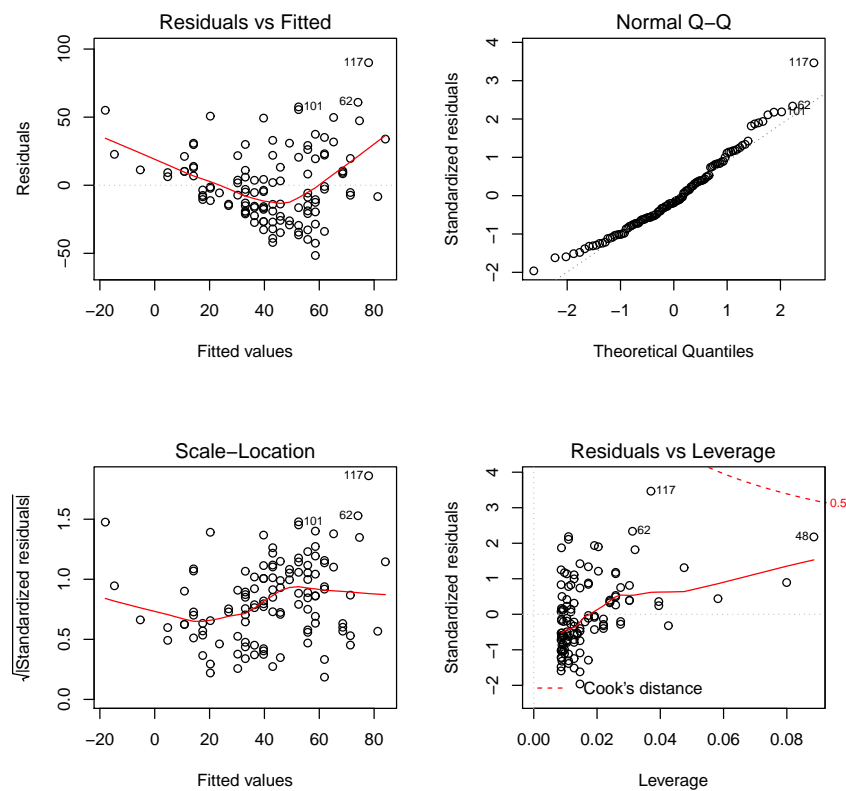 Residuals vs Fitted
Residuals
100
50
0
−50
117
101
62
−20 0 20 40 60 80
Fitted values
Normal Q−Q
Standardized residuals
4
3
2
1
0
−1
−2
117
62
101
−2 −1 0 1 2
Theoretical Quantiles
Scale−Location
√|Standardized residuals|
1.5
1.0
0.5
0.0
117
101
62
−20 0 20 40 60 80
Fitted values
Residuals vs Leverage
Standardized residuals
4
3
2
1
0
−1
−2
117
62
48
0.5
Cook's distance
0.00 0.02 0.04 0.06 0.08
Leverage